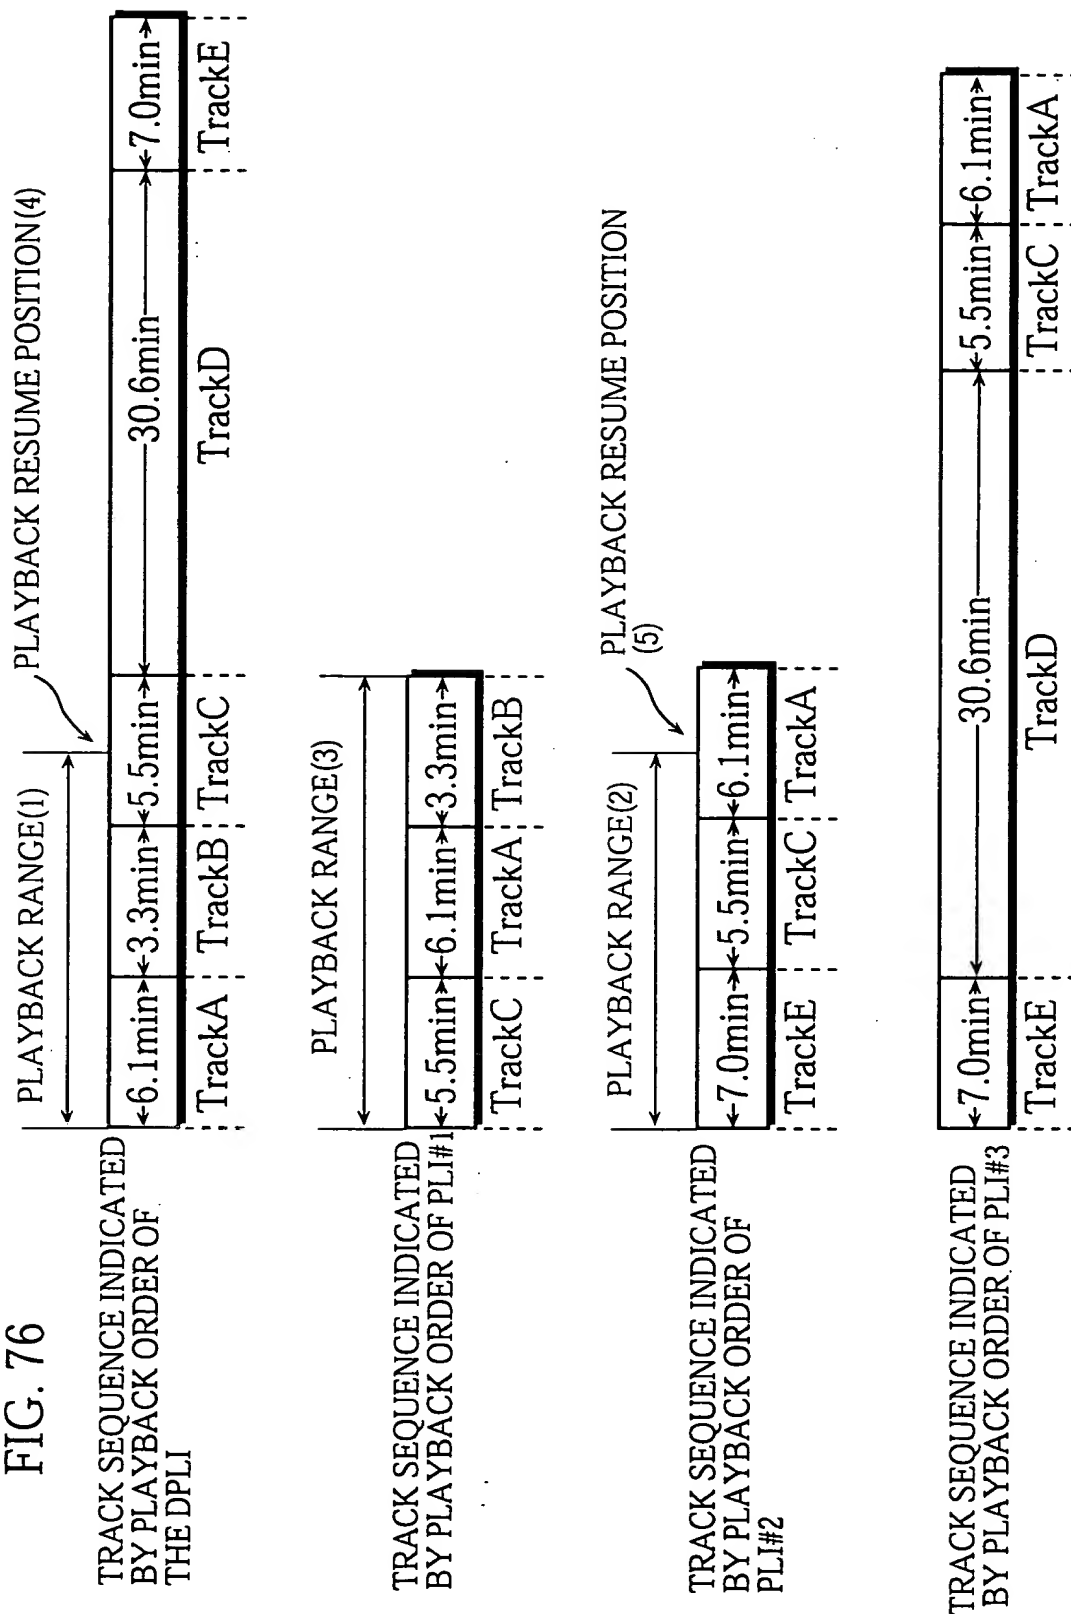 FIG. 76
PLAYBACK RANGE(1)
PLAYBACK RESUME POSITION(4)
TRACK SEQUENCE INDICATED
BY PLAYBACK ORDER OF
THE DPLI
6.1min
3.3min
5.5min
30.6min
7.0min
TrackA
TrackB
TrackC
TrackD
TrackE
PLAYBACK RANGE(3)
TRACK SEQUENCE INDICATED
BY PLAYBACK ORDER OF PLI#1
5.5min
6.1min
3.3min
TrackC
TrackA
TrackB
PLAYBACK RANGE(2)
PLAYBACK RESUME POSITION
(5)
TRACK SEQUENCE INDICATED
BY PLAYBACK ORDER OF
PLI#2
7.0min
5.5min
6.1min
TrackE
TrackC
TrackA
TRACK SEQUENCE INDICATED
BY PLAYBACK ORDER OF PLI#3
7.0min
30.6min
5.5min
6.1min
TrackE
TrackD
TrackC
TrackA